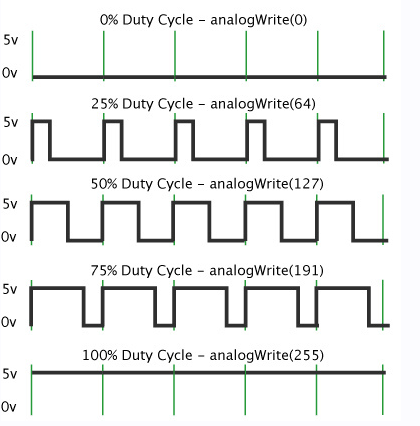 0% Duty Cycle – analogWrite(0)
5v
0v
25% Duty Cycle – analogWrite(64)
5v
0v
50% Duty Cycle – analogWrite(127)
5v
0v
75% Duty Cycle – analogWrite(191)
5v
0v
100% Duty Cycle – analogWrite(255)
5v
0v